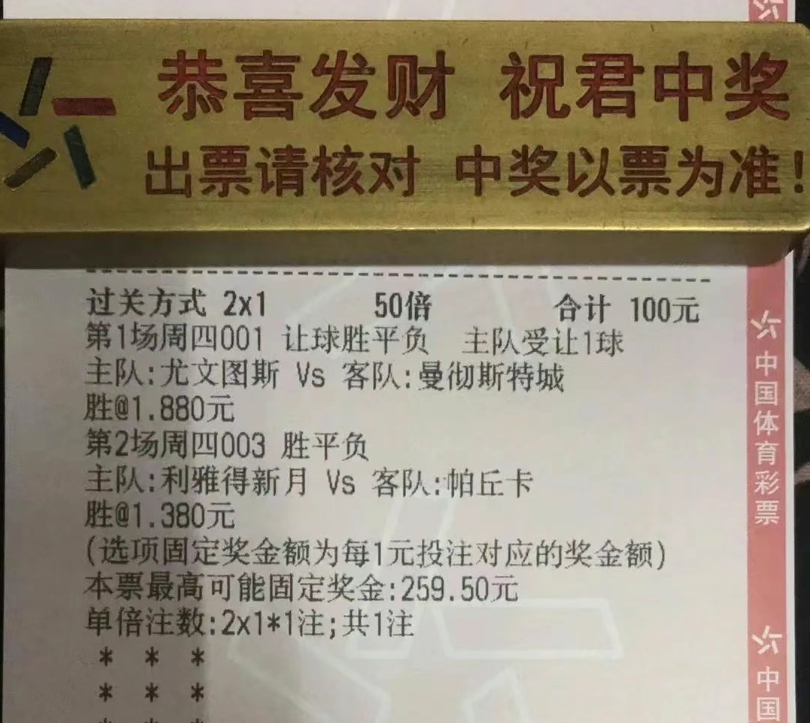 恭喜发财 祝君中奖
出票请核对 中奖以票为准!
过关方式 2x1 50倍 合计 100元
第1场周四001 让球胜平负 主队受让1球
主队:尤文图斯 Vs 客队:曼彻斯特城
胜@1.880元
第2场周四003 胜平负
主队:利雅得新月 Vs 客队:帕丘卡
胜@1.380元
(选项固定奖金额为每1元投注对应的奖金额)
本票最高可能固定奖金:259.50元
单倍注数:2x1*1注;共1注
* * *
* * *
中国体育彩票
中国